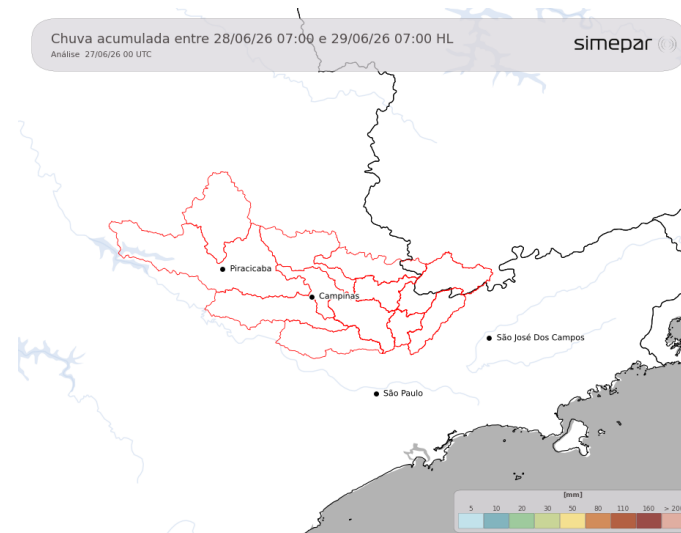 Chuva acumulada entre 28/06/26 07:00 e 29/06/26 07:00 HL
Análise 27/06/26 00 UTC
simepar
Piracicaba
Campinas
São José Dos Campos
São Paulo
[mm]
5 10 20 30 50 80 110 160 > 200